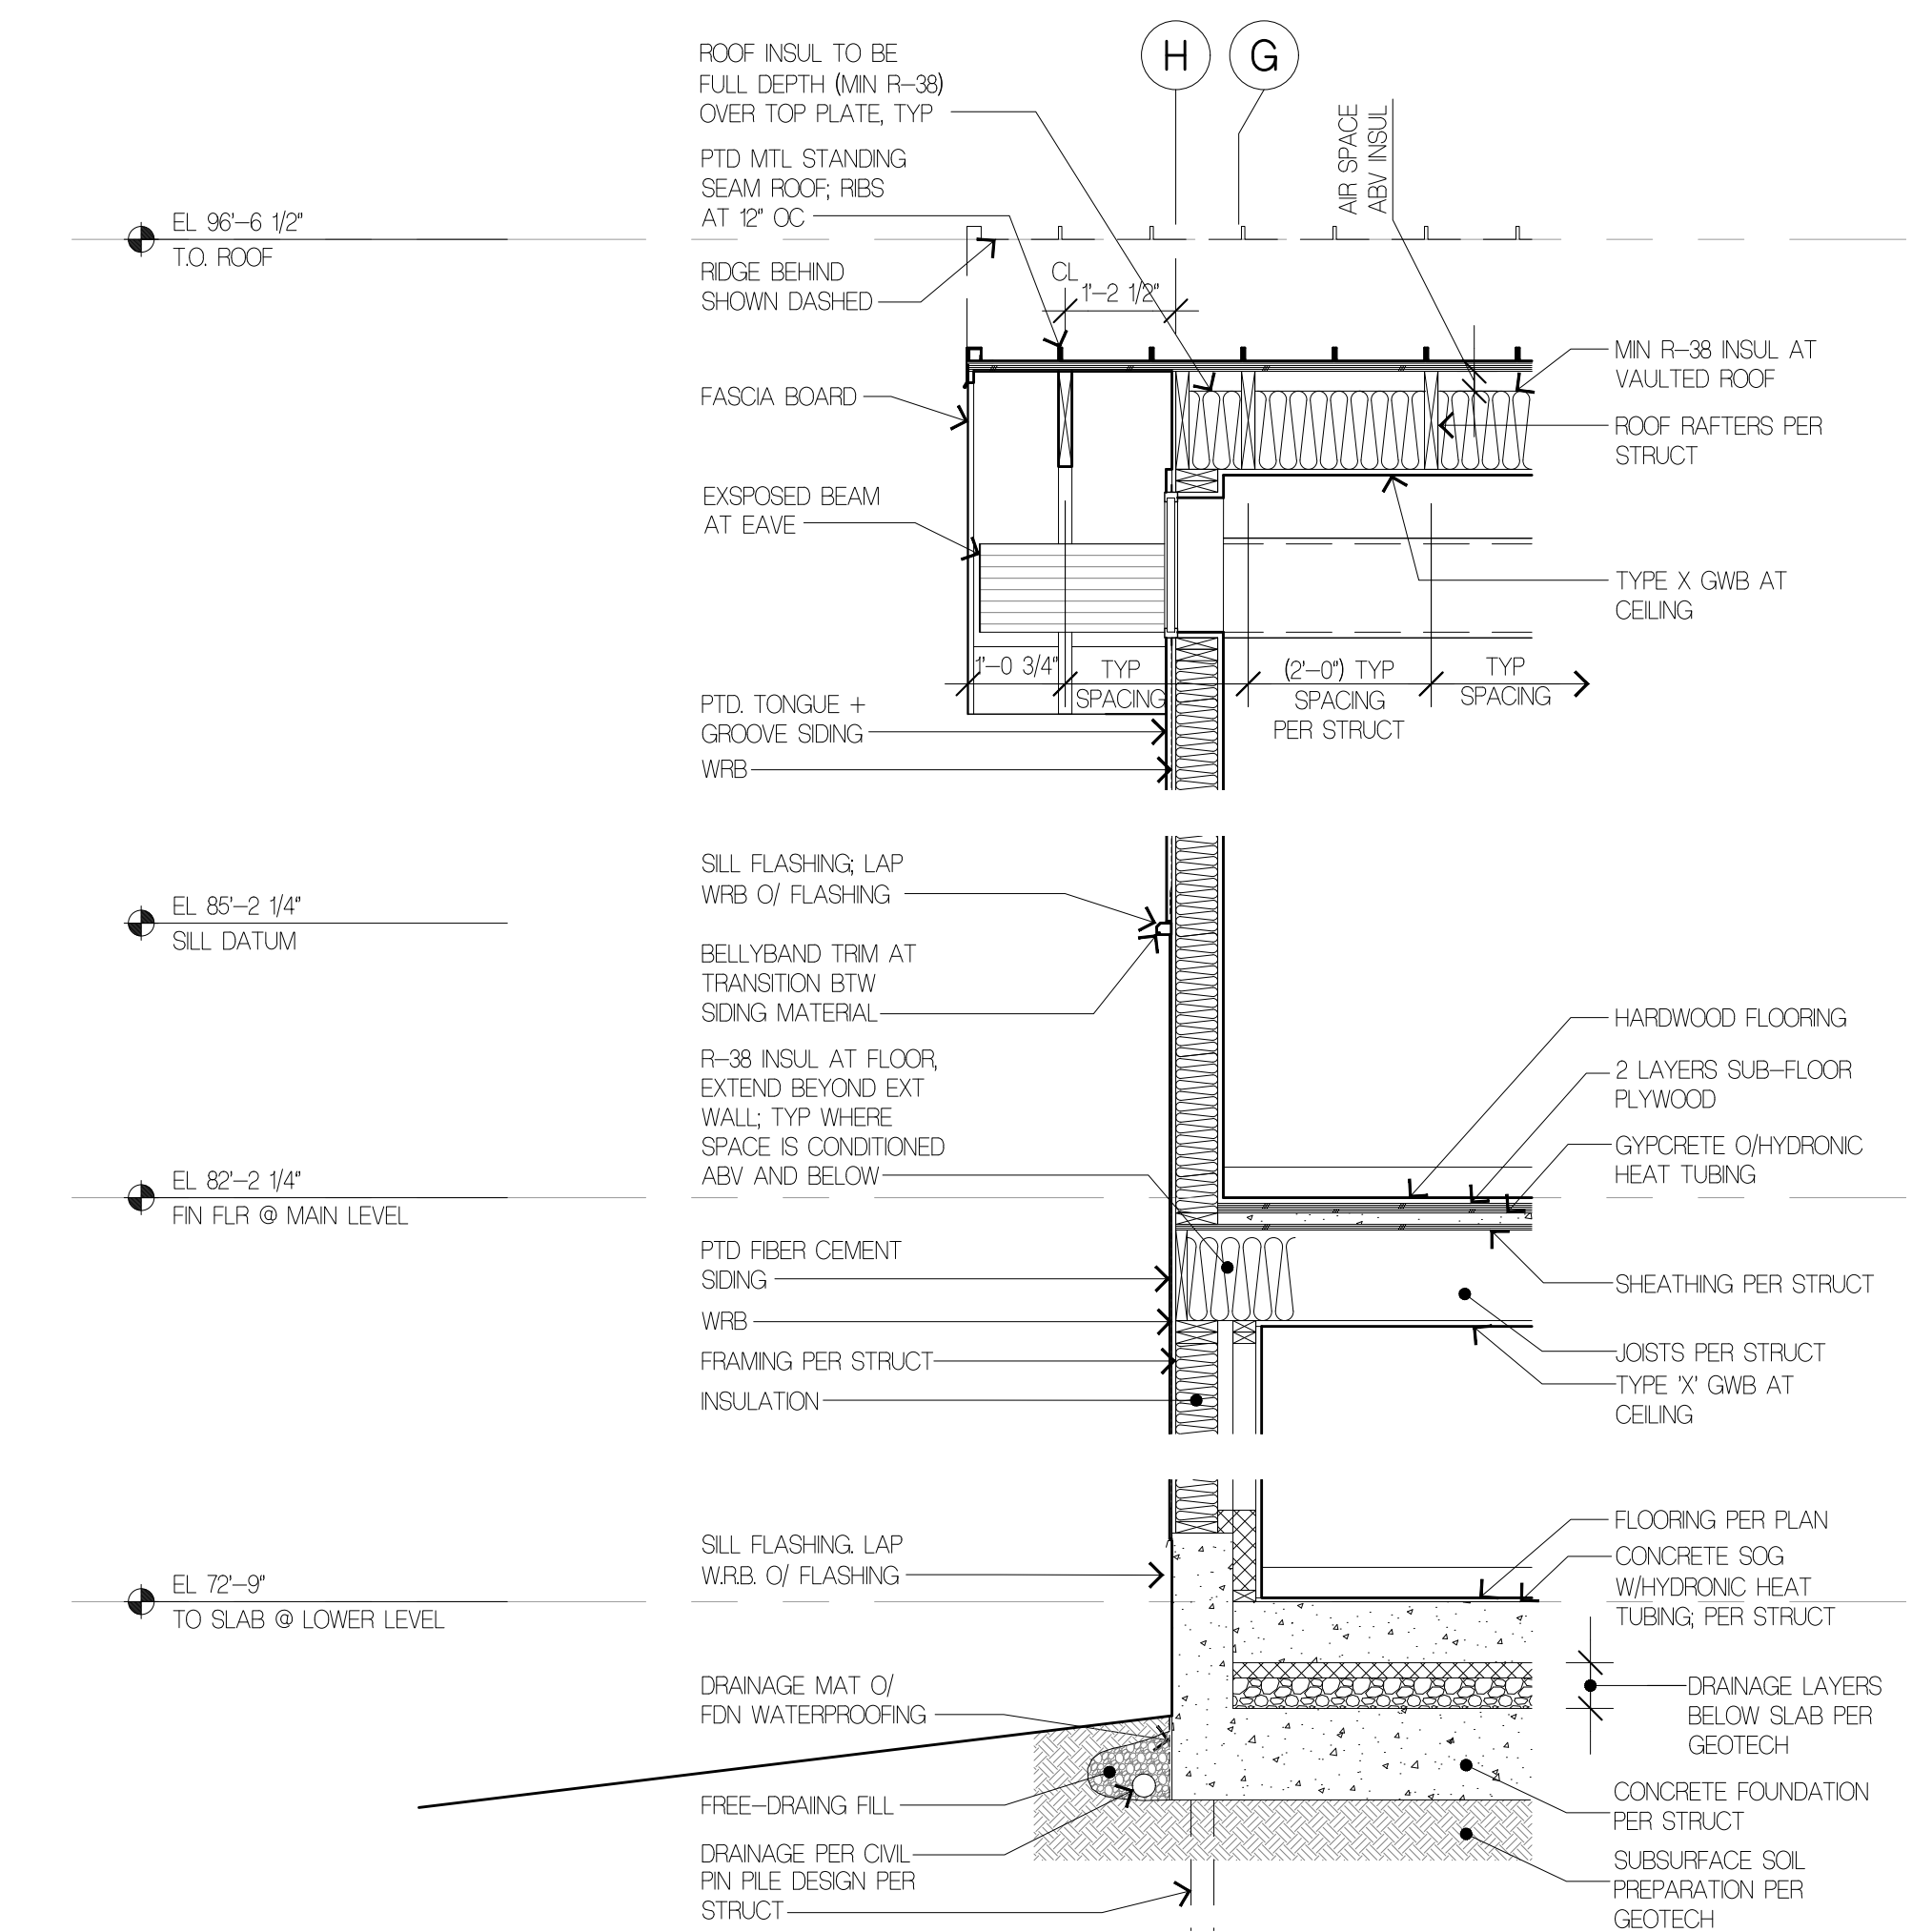 H
G
ROOF INSUL TO BE
FULL DEPTH (MIN R-38)
OVER TOP PLATE, TYP
PTD MTL STANDING
SEAM ROOF; RIBS
AT 12" OC
AIR SPACE
ABV INSUL
EL 96'-6 1/2"
T.O. ROOF
RIDGE BEHIND
SHOWN DASHED
CL
1'-2 1/2"
FASCIA BOARD
EXSPOSED BEAM
AT EAVE
MIN R-38 INSUL AT
VAULTED ROOF
ROOF RAFTERS PER
STRUCT
TYPE X GWB AT
CEILING
1'-0 3/4"
TYP
SPACING
(2'-0") TYP
SPACING
PER STRUCT
TYP
SPACING
PTD. TONGUE +
GROOVE SIDING
WRB
SILL FLASHING; LAP
WRB O/ FLASHING
EL 85'-2 1/4"
SILL DATUM
BELLYBAND TRIM AT
TRANSITION BTW
SIDING MATERIAL
R-38 INSUL AT FLOOR,
EXTEND BEYOND EXT
WALL; TYP WHERE
SPACE IS CONDITIONED
ABV AND BELOW
HARDWOOD FLOORING
2 LAYERS SUB-FLOOR
PLYWOOD
GYPCRETE O/HYDRONIC
HEAT TUBING
EL 82'-2 1/4"
FIN FLR @ MAIN LEVEL
PTD FIBER CEMENT
SIDING
WRB
FRAMING PER STRUCT
INSULATION
SHEATHING PER STRUCT
JOISTS PER STRUCT
TYPE 'X' GWB AT
CEILING
SILL FLASHING. LAP
W.R.B. O/ FLASHING
EL 72'-9"
TO SLAB @ LOWER LEVEL
FLOORING PER PLAN
CONCRETE SOG
W/HYDRONIC HEAT
TUBING; PER STRUCT
DRAINAGE MAT O/
FDN WATERPROOFING
DRAINAGE LAYERS
BELOW SLAB PER
GEOTECH
FREE-DRAIING FILL
DRAINAGE PER CIVIL
PIN PILE DESIGN PER
STRUCT
CONCRETE FOUNDATION
PER STRUCT
SUBSURFACE SOIL
PREPARATION PER
GEOTECH